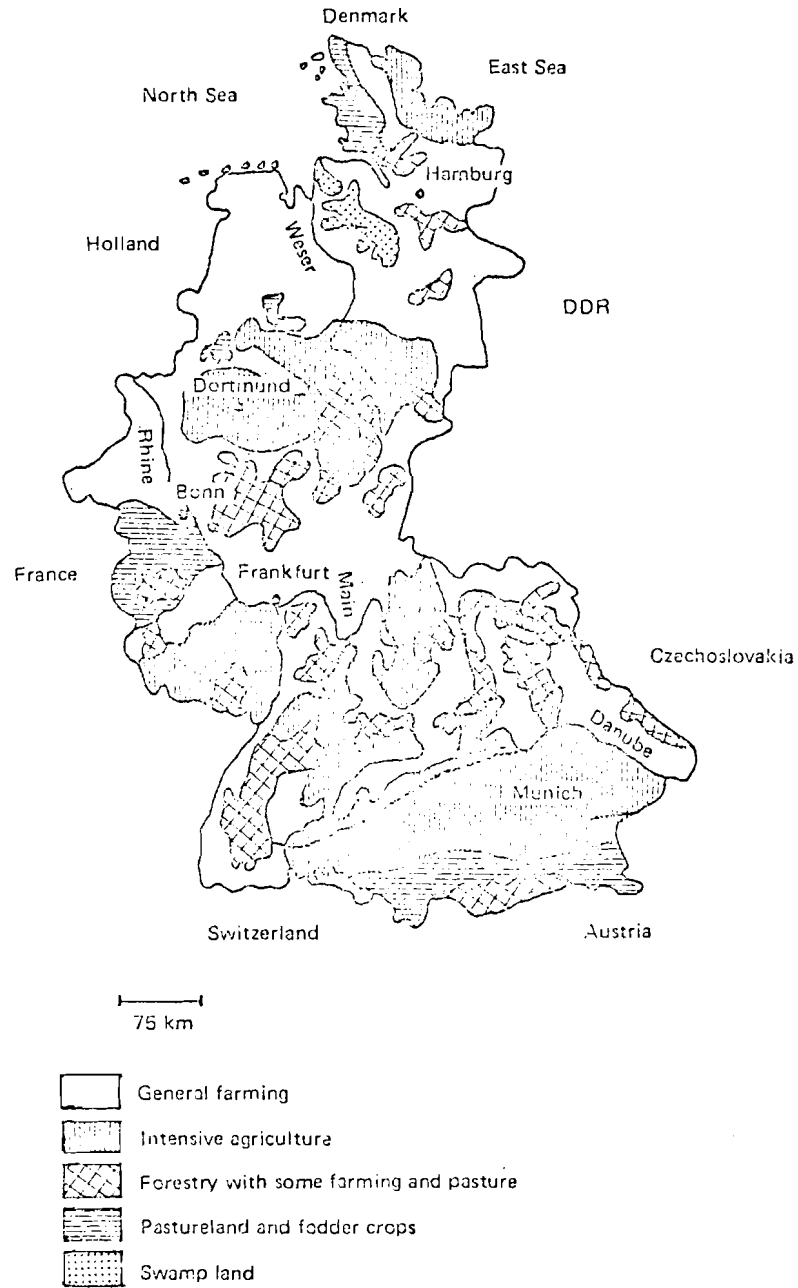 Denmark
East Sea
North Sea
Hamburg
Holland
Weser
DDR
Dortmund
Rhine
Bonn
France
Frankfurt
Main
Czechoslovakia
Danube
Munich
Switzerland
Austria
75 km
General farming
Intensive agriculture
Forestry with some farming and pasture
Pastureland and fodder crops
Swamp land